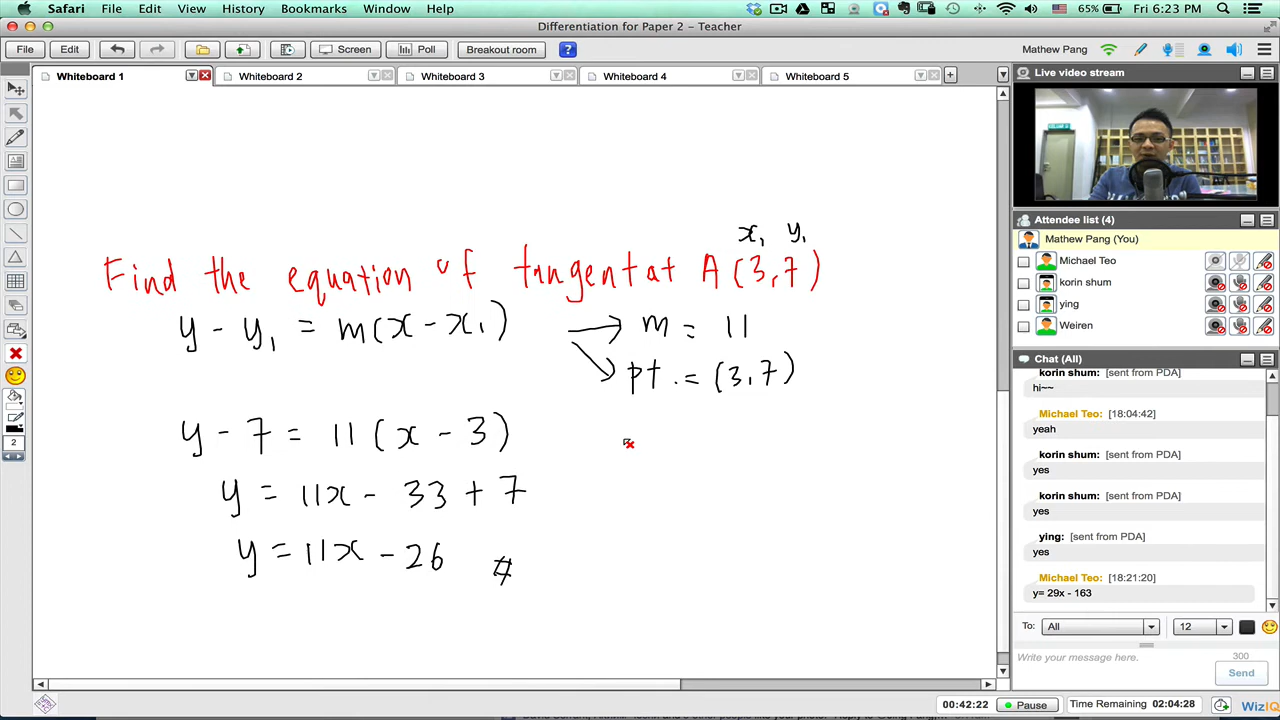 Safari File Edit View History Bookmarks Window Help 65% Fri 6:23 PM
Differentiation for Paper 2 - Teacher
File Edit Screen Poll Breakout room ? Mathew Pang
Whiteboard 1 Whiteboard 2 Whiteboard 3 Whiteboard 4 Whiteboard 5
Live video stream
Attendee list (4)
Mathew Pang (You)
Michael Teo
korin shum
ying
Weiren
Chat (All)
korin shum: [sent from PDA]
hi~~
Michael Teo: [18:04:42]
yeah
korin shum: [sent from PDA]
yes
korin shum: [sent from PDA]
yes
ying: [sent from PDA]
yes
Michael Teo: [18:21:20]
y= 29x - 163
To: All 12
Write your message here. 300
Send
x₁ y₁
Find the equation of tangent at A (3,7)
y - y₁ = m(x - x₁) m = 11
pt. = (3,7)
y - 7 = 11 (x - 3)
y = 11x - 33 + 7
y = 11x - 26 #
2
00:42:22 Pause Time Remaining 02:04:28 WizIQ